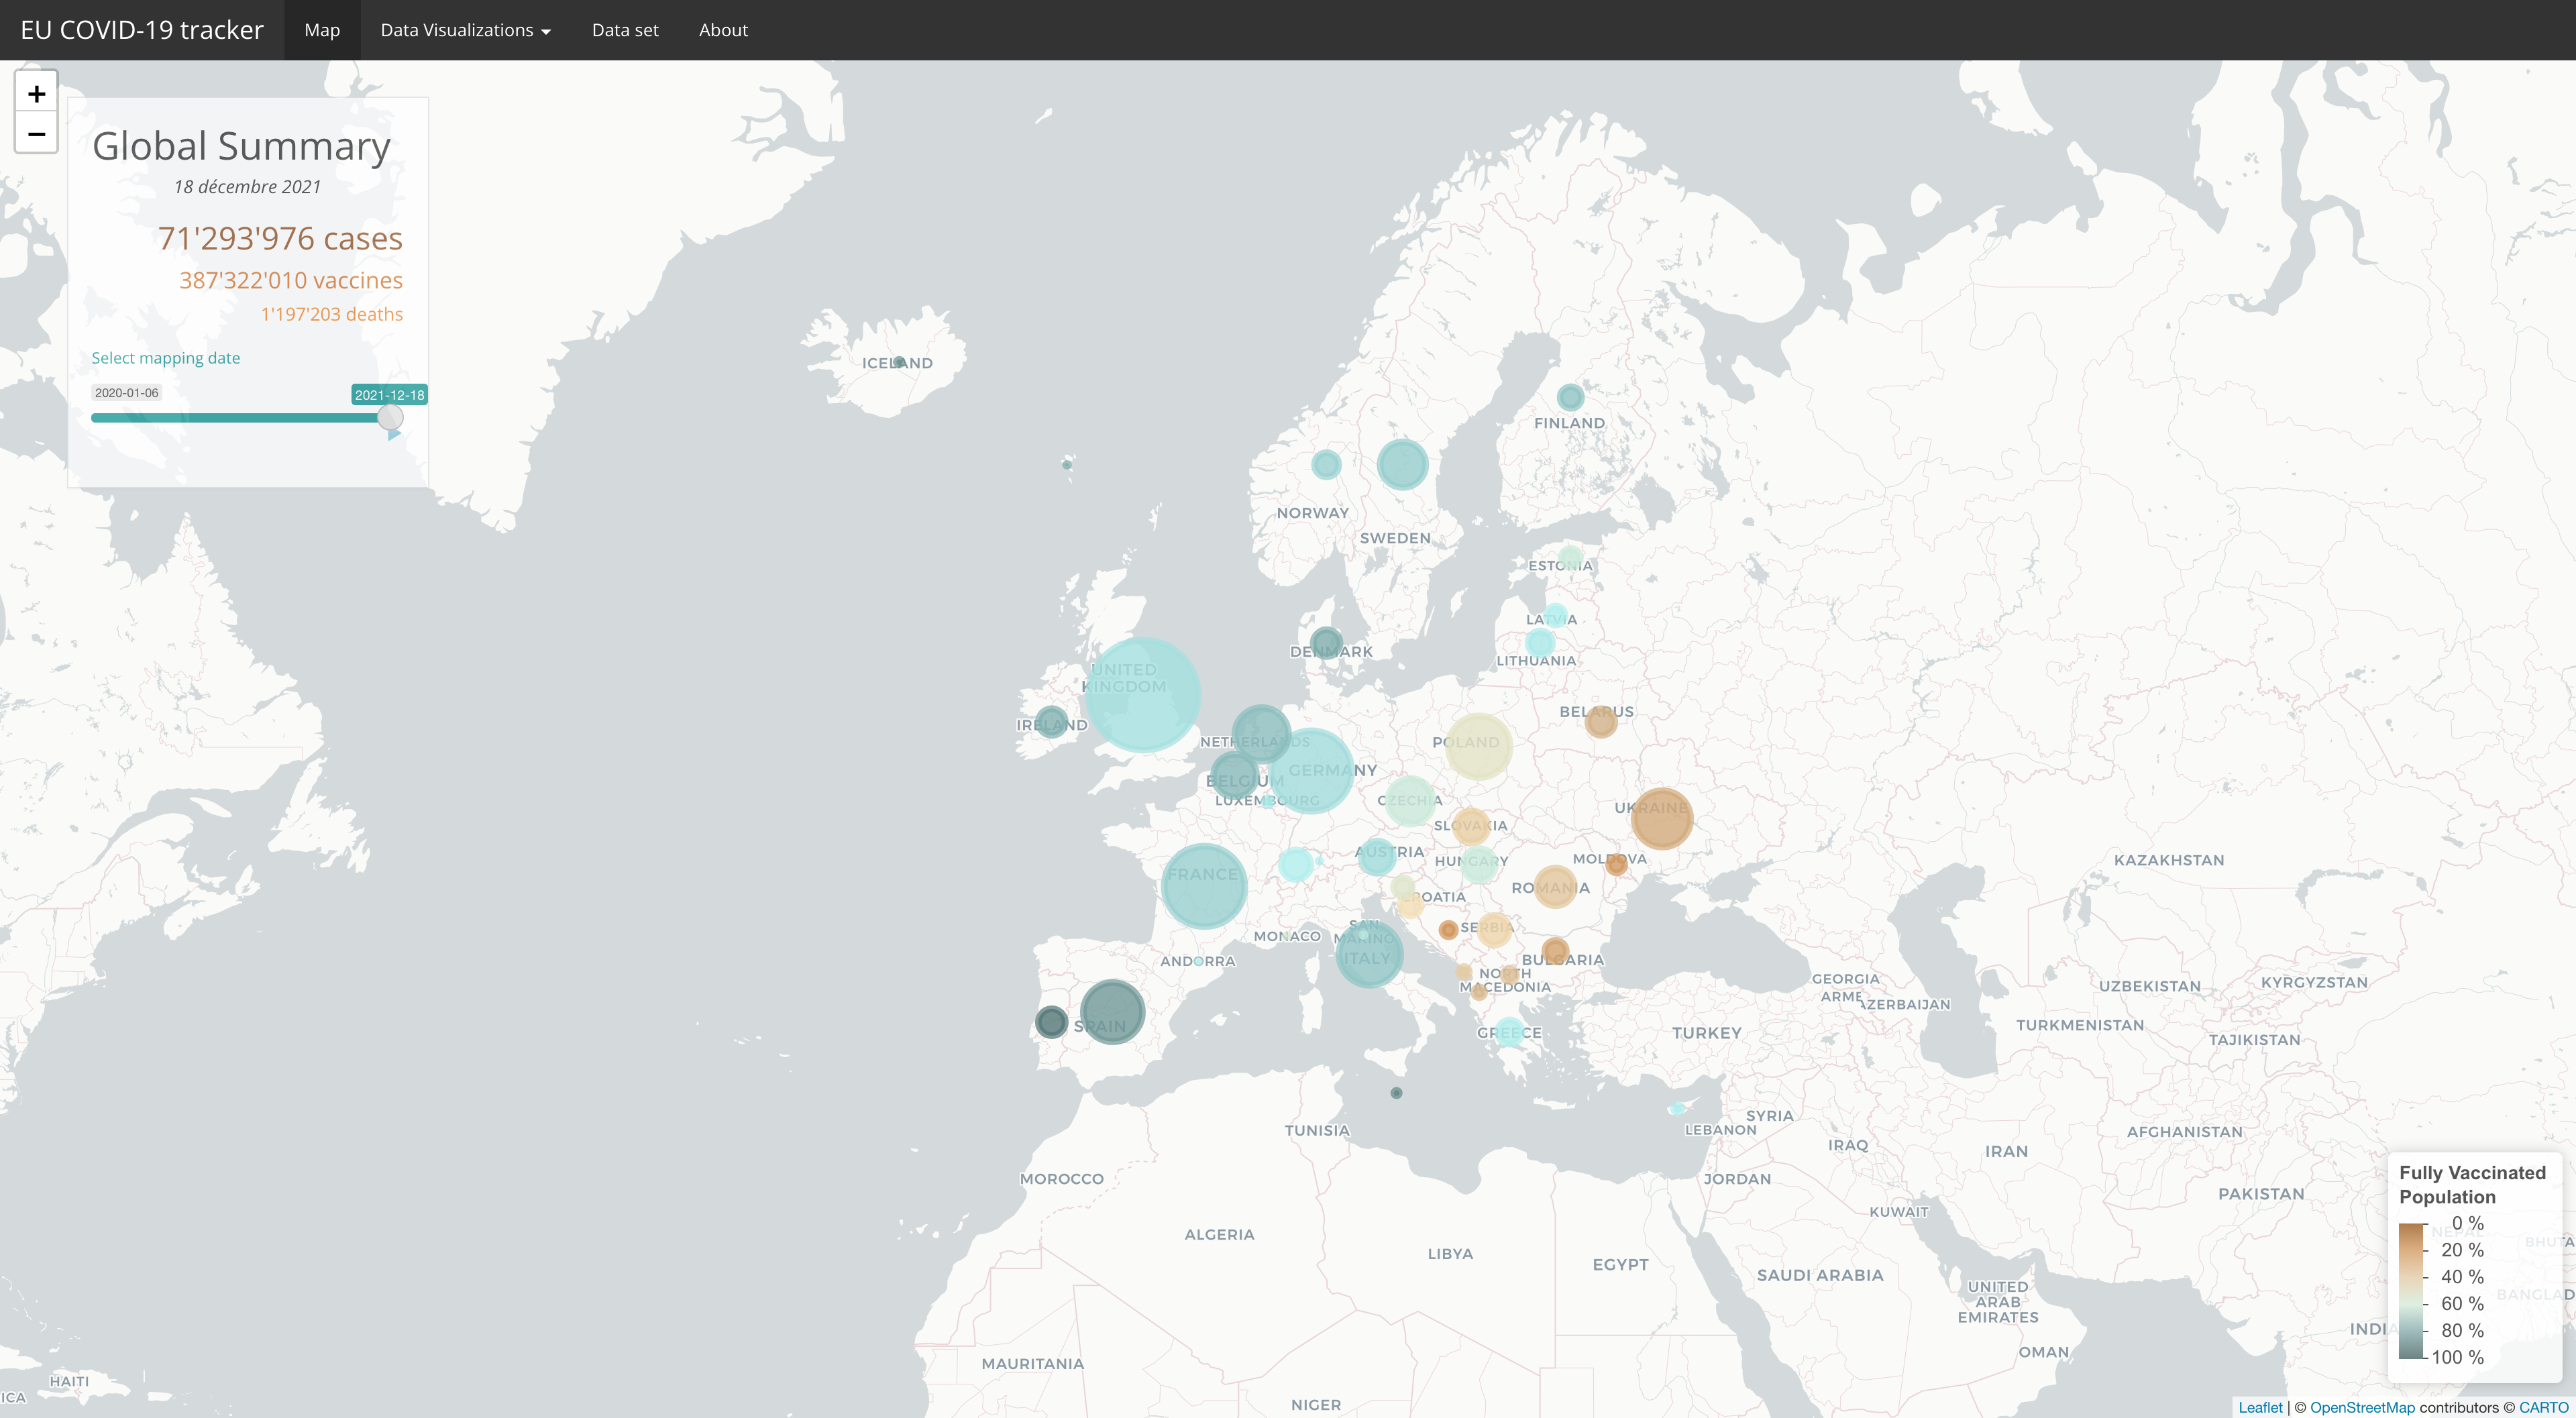 EU COVID-19 tracker
Map
Data Visualizations
Data set
About
+
−
Global Summary
18 décembre 2021
71'293'976 cases
387'322'010 vaccines
1'197'203 deaths
Select mapping date
2020-01-06
2021-12-18
ICELAND
FINLAND
NORWAY
SWEDEN
ESTONIA
LATVIA
DENMARK
LITHUANIA
UNITED
KINGDOM
IRELAND
BELARUS
NETHERLANDS
POLAND
GERMANY
BELGIUM
LUXEMBOURG
CZECHIA
UKRAINE
SLOVAKIA
AUSTRIA
HUNGARY
MOLDOVA
KAZAKHSTAN
FRANCE
ROMANIA
CROATIA
SAN
MARINO
SERBIA
MONACO
ITALY
ANDORRA
BULGARIA
NORTH
MACEDONIA
GEORGIA
ARME
AZERBAIJAN
UZBEKISTAN
KYRGYZSTAN
SPAIN
GREECE
TURKEY
TURKMENISTAN
TAJIKISTAN
SYRIA
LEBANON
TUNISIA
IRAQ
IRAN
AFGHANISTAN
MOROCCO
JORDAN
PAKISTAN
KUWAIT
ALGERIA
LIBYA
EGYPT
SAUDI ARABIA
UNITED
ARAB
EMIRATES
OMAN
NEPAL
BHUTA
BANGLAD
INDI
MAURITANIA
NIGER
HAITI
ICA
Fully Vaccinated
Population
0 %
20 %
40 %
60 %
80 %
100 %
Leaflet | © OpenStreetMap contributors © CARTO